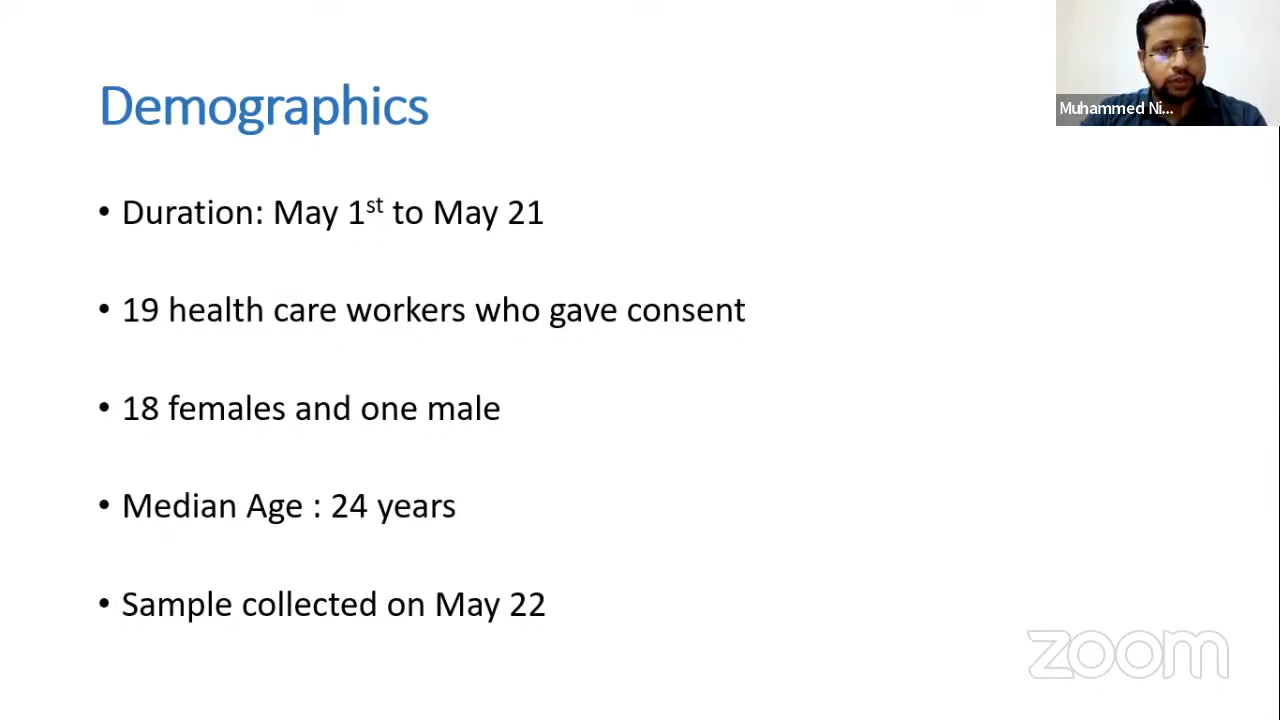 Muhammed Ni...
Demographics
• Duration: May 1st to May 21
• 19 health care workers who gave consent
• 18 females and one male
• Median Age : 24 years
• Sample collected on May 22
zoom